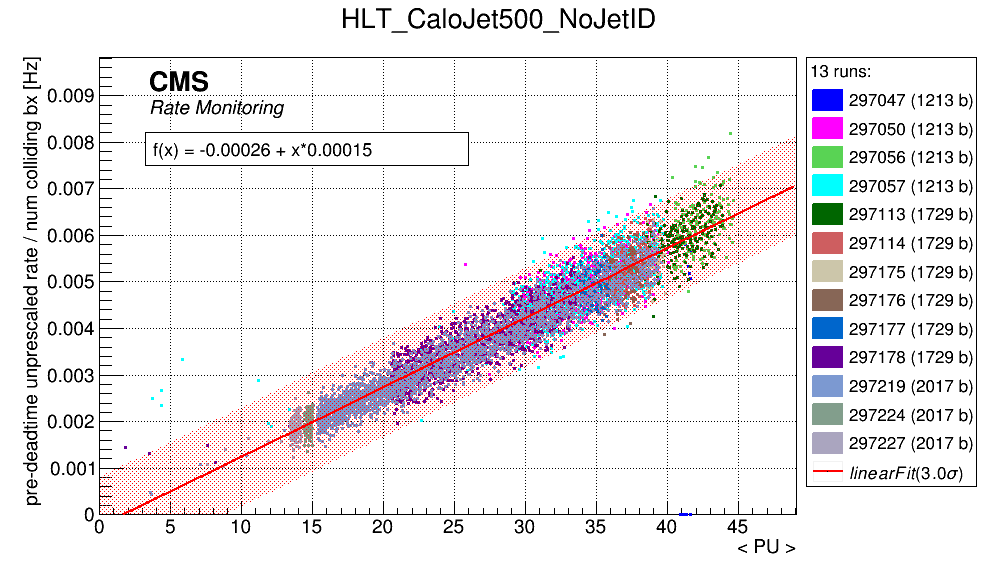 HLT_CaloJet500_NoJetID
pre-deadtime unprescaled rate / num colliding bx [Hz]
CMS
Rate Monitoring
f(x) = -0.00026 + x*0.00015
0.009
0.008
0.007
0.006
0.005
0.004
0.003
0.002
0.001
0
0 5 10 15 20 25 30 35 40 45
< PU >
13 runs:
297047 (1213 b)
297050 (1213 b)
297056 (1213 b)
297057 (1213 b)
297113 (1729 b)
297114 (1729 b)
297175 (1729 b)
297176 (1729 b)
297177 (1729 b)
297178 (1729 b)
297219 (2017 b)
297224 (2017 b)
297227 (2017 b)
linearFit(3.0σ)